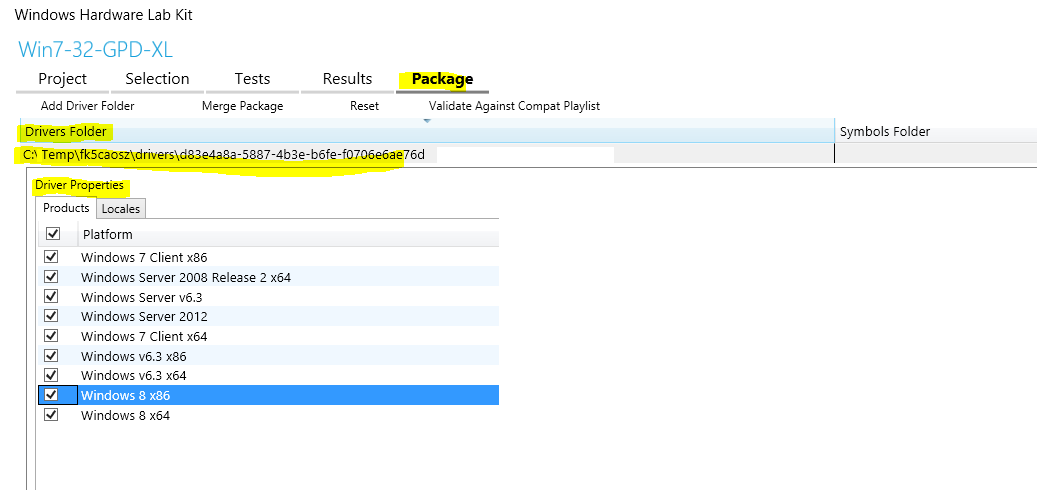 Windows Hardware Lab Kit
Win7-32-GPD-XL
Project Selection Tests Results Package
Add Driver Folder Merge Package Reset Validate Against Compat Playlist
Drivers Folder Symbols Folder
C:\ Temp\fk5caosz\drivers\d83e4a8a-5887-4b3e-b6fe-f0706e6ae76d
Driver Properties
Products Locales
Platform
Windows 7 Client x86
Windows Server 2008 Release 2 x64
Windows Server v6.3
Windows Server 2012
Windows 7 Client x64
Windows v6.3 x86
Windows v6.3 x64
Windows 8 x86
Windows 8 x64